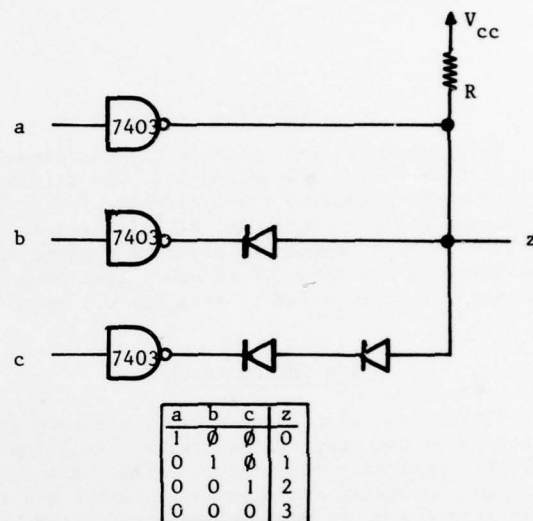 V cc
R
a 7403
b 7403 z
c 7403
a b c z
1 ∅ ∅ 0
0 1 ∅ 1
0 0 1 2
0 0 0 3